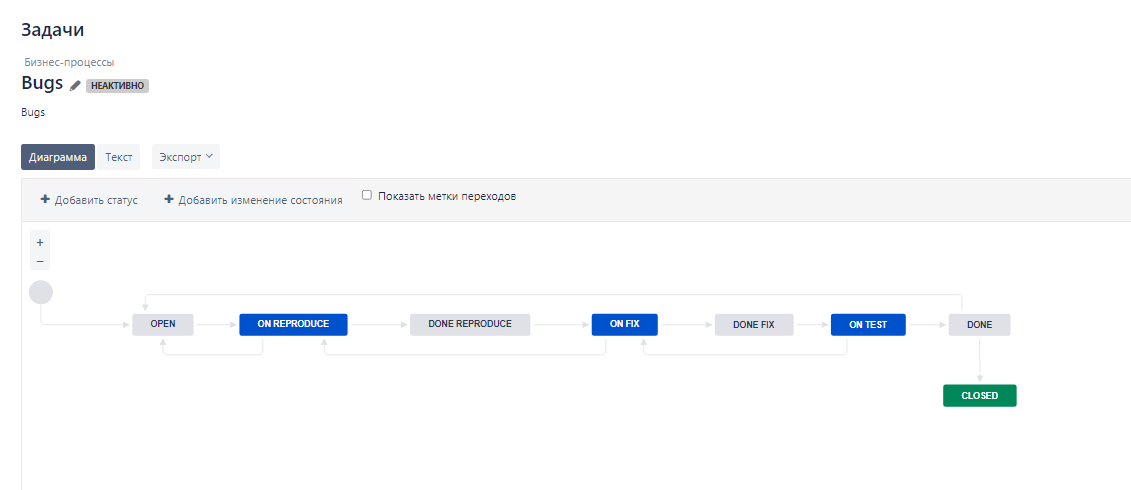 Задачи
Бизнес-процессы
Bugs НЕАКТИВНО
Bugs
Диаграмма Текст Экспорт
+ Добавить статус + Добавить изменение состояния Показать метки переходов
+
−
OPEN ON REPRODUCE DONE REPRODUCE ON FIX DONE FIX ON TEST DONE
CLOSED